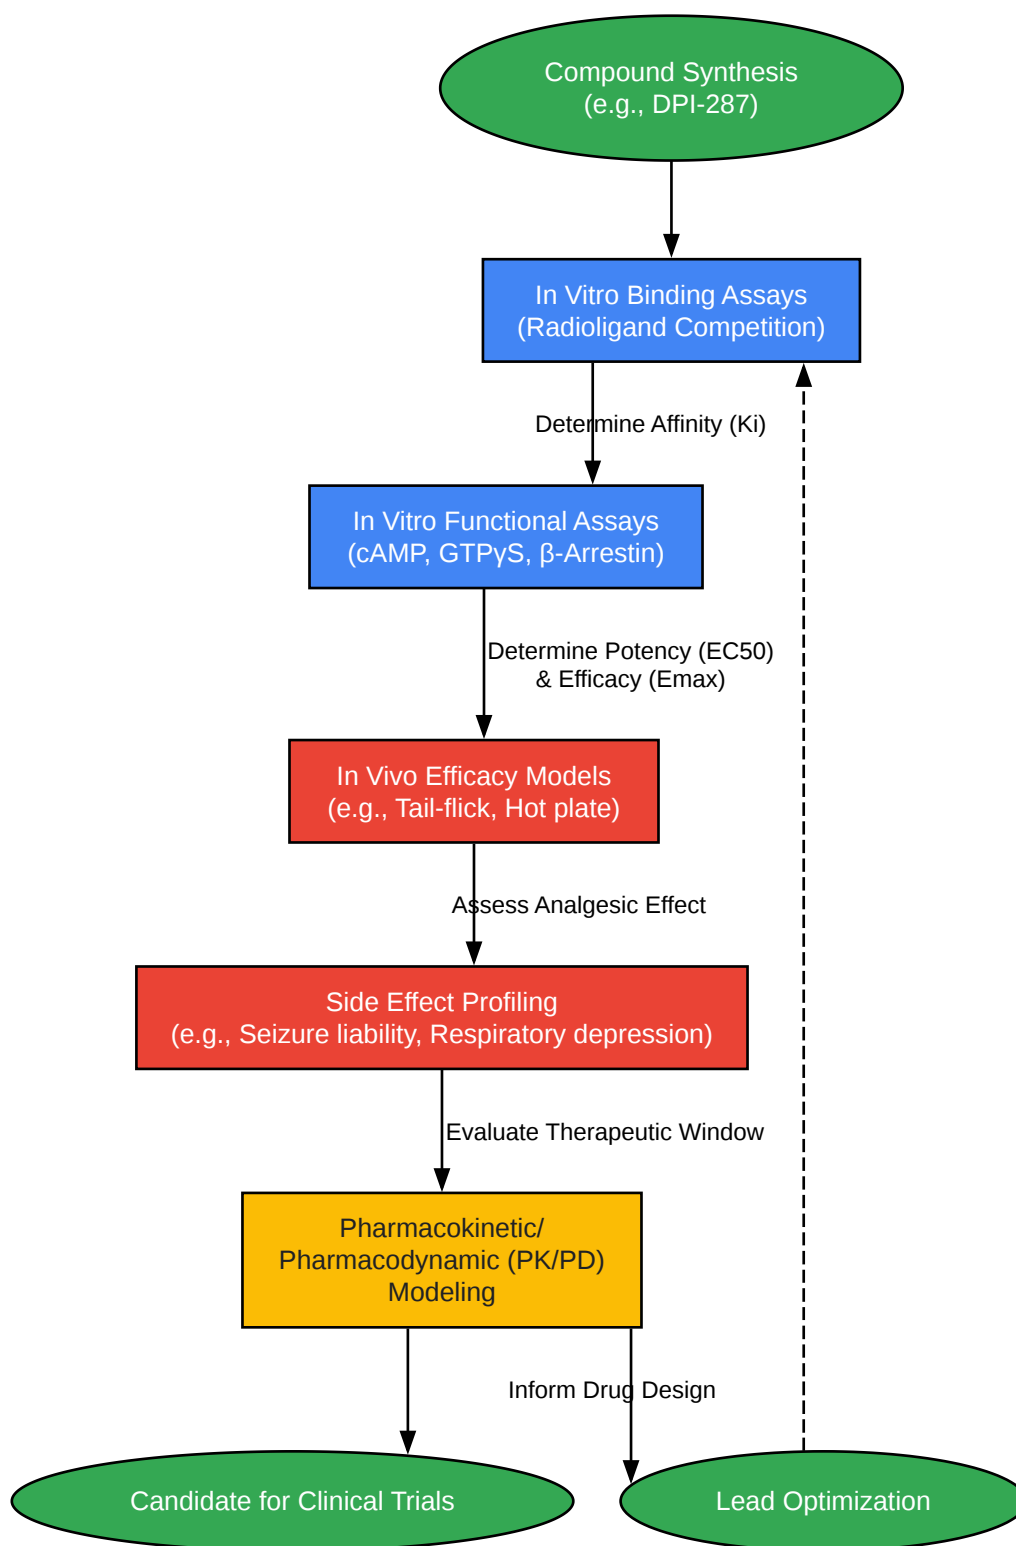 Compound Synthesis
(e.g., DPI-287)
In Vitro Binding Assays
(Radioligand Competition)
Determine Affinity (Ki)
In Vitro Functional Assays
(cAMP, GTPγS, β-Arrestin)
Determine Potency (EC50)
& Efficacy (Emax)
In Vivo Efficacy Models
(e.g., Tail-flick, Hot plate)
Assess Analgesic Effect
Side Effect Profiling
(e.g., Seizure liability, Respiratory depression)
Evaluate Therapeutic Window
Pharmacokinetic/
Pharmacodynamic (PK/PD)
Modeling
Inform Drug Design
Candidate for Clinical Trials
Lead Optimization